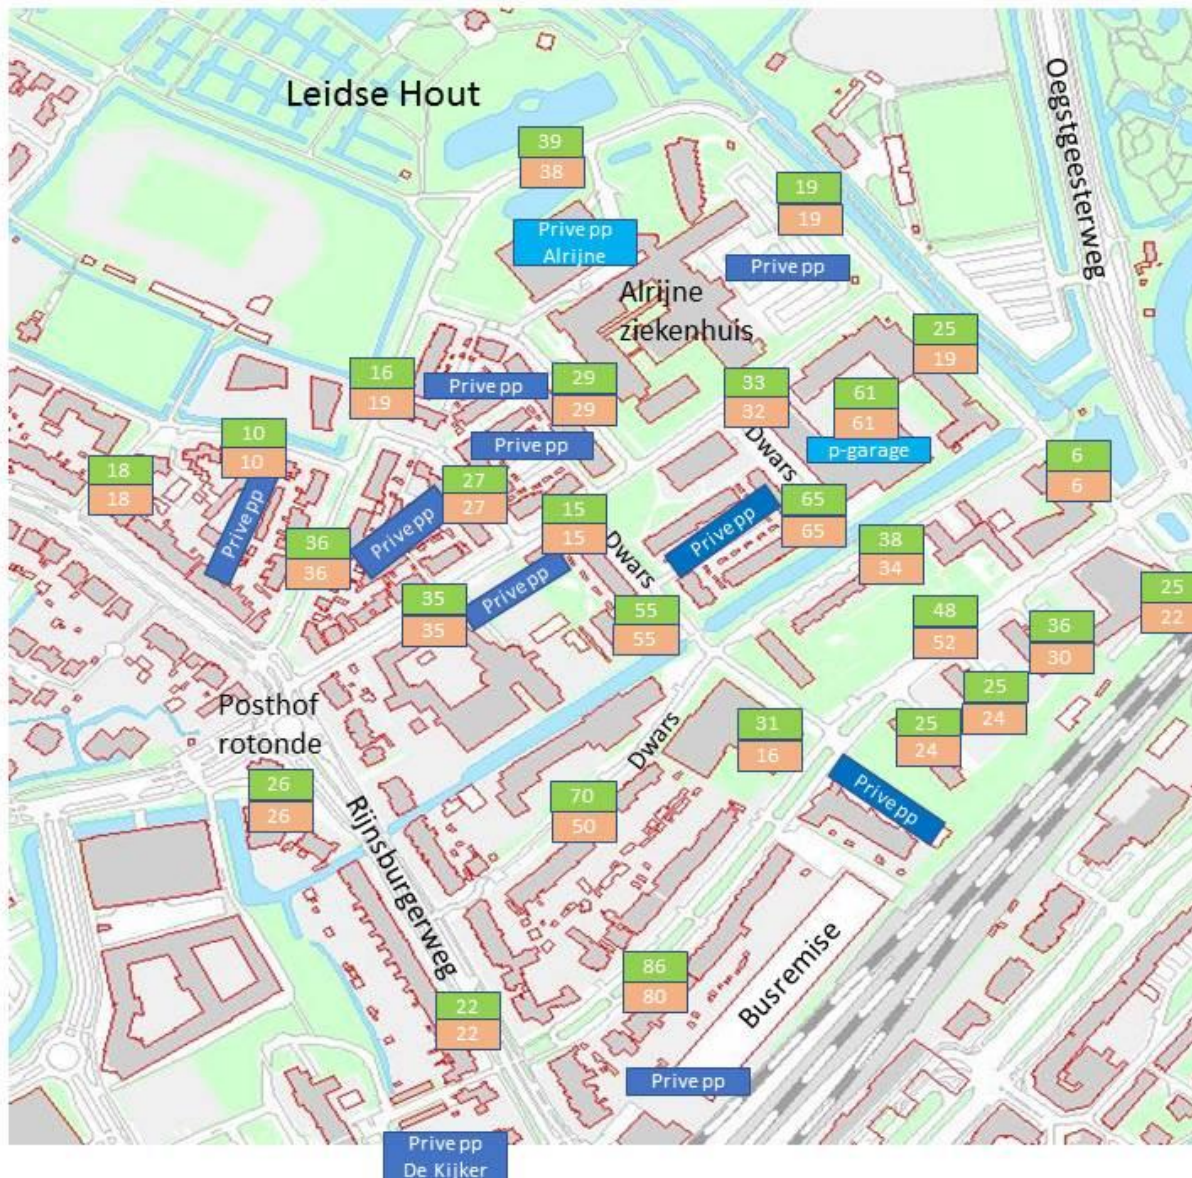 Leidse Hout
Oegstgeesterweg
39
38
19
19
Prive pp
Alrijne
Prive pp
Alrijne
ziekenhuis
25
19
16
19
Prive pp
29
29
33
32
61
61
p-garage
Dwars
10
10
Prive pp
18
18
Prive pp
27
27
Prive pp
6
6
36
36
15
15
Dwars
Prive pp
65
65
38
34
35
35
Prive pp
55
55
48
52
36
30
25
22
25
24
25
24
Posthof
rotonde
Dwars
31
16
Prive pp
26
26
70
50
Rijnsburgerweg
86
80
Busremise
22
22
Prive pp
Prive pp
De Kijker